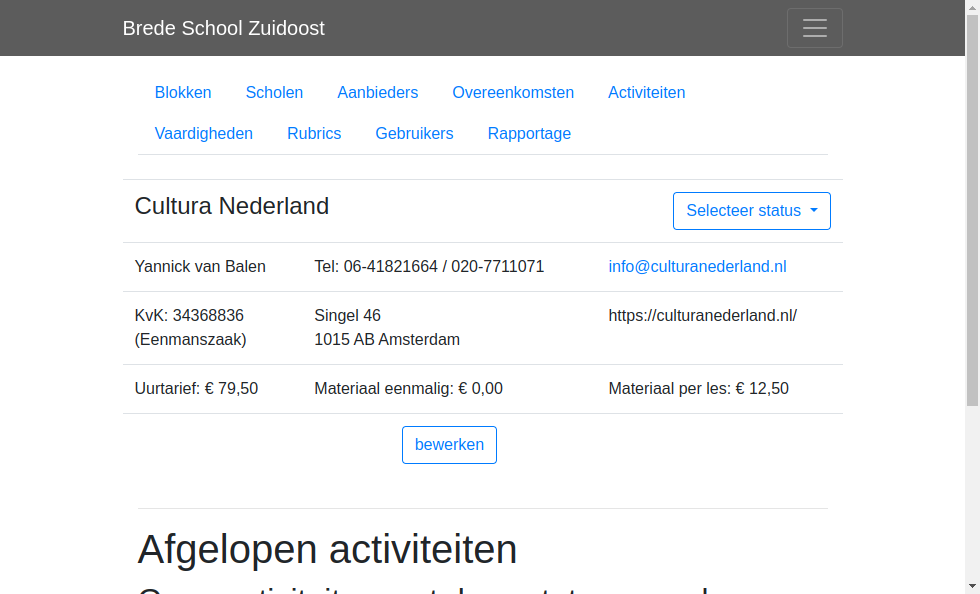 Brede School Zuidoost
Blokken Scholen Aanbieders Overeenkomsten Activiteiten
Vaardigheden Rubrics Gebruikers Rapportage
Cultura Nederland Selecteer status
Yannick van Balen Tel: 06-41821664 / 020-7711071 info@culturanederland.nl
KvK: 34368836 Singel 46 https://culturanederland.nl/
(Eenmanszaak) 1015 AB Amsterdam
Uurtarief: € 79,50 Materiaal eenmalig: € 0,00 Materiaal per les: € 12,50
bewerken
Afgelopen activiteiten